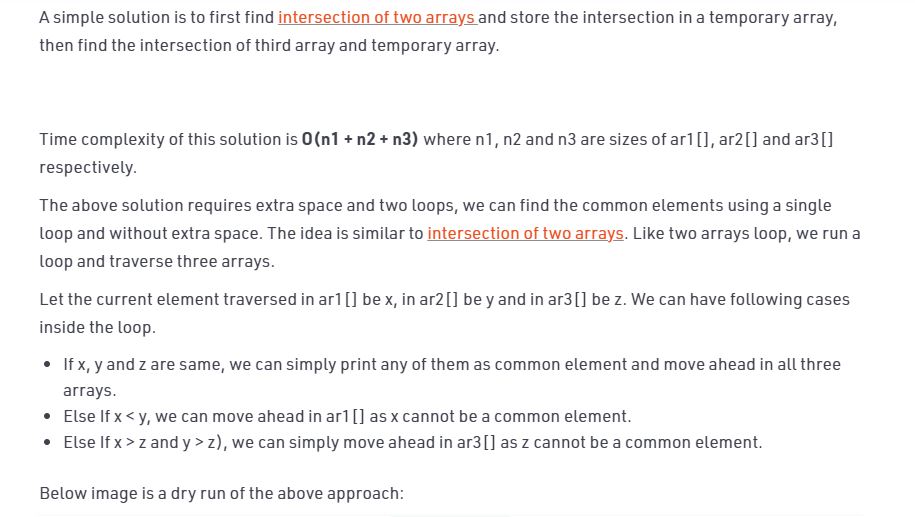 A simple solution is to first find intersection of two arrays and store the intersection in a temporary array,
then find the intersection of third array and temporary array.
Time complexity of this solution is O(n1 + n2 + n3) where n1, n2 and n3 are sizes of ar1[], ar2[] and ar3[]
respectively.
The above solution requires extra space and two loops, we can find the common elements using a single
loop and without extra space. The idea is similar to intersection of two arrays. Like two arrays loop, we run a
loop and traverse three arrays.
Let the current element traversed in ar1[] be x, in ar2[] be y and in ar3[] be z. We can have following cases
inside the loop.
• If x, y and z are same, we can simply print any of them as common element and move ahead in all three
arrays.
• Else If x < y, we can move ahead in ar1[] as x cannot be a common element.
• Else If x > z and y > z), we can simply move ahead in ar3[] as z cannot be a common element.
Below image is a dry run of the above approach: